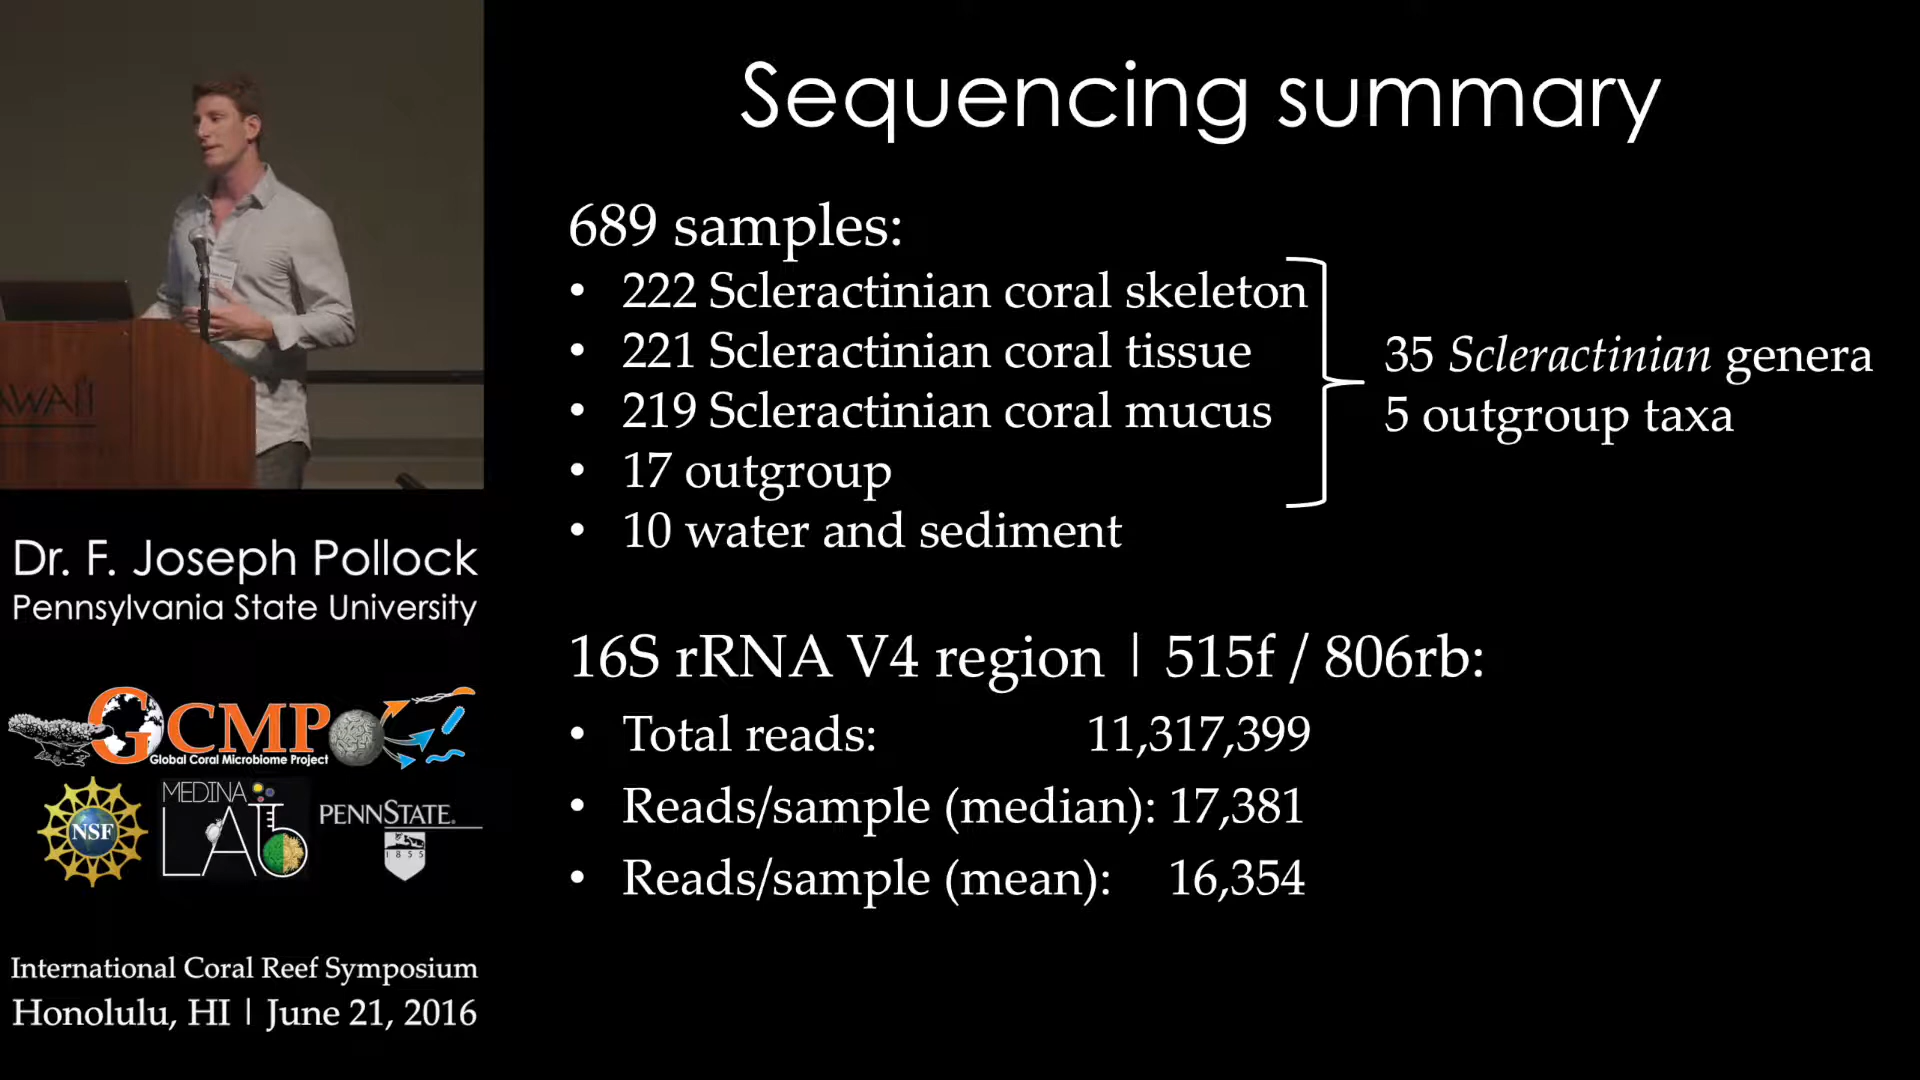 Sequencing summary
689 samples:
• 222 Scleractinian coral skeleton
• 221 Scleractinian coral tissue
• 219 Scleractinian coral mucus
• 17 outgroup
• 10 water and sediment
35 Scleractinian genera
5 outgroup taxa
16S rRNA V4 region | 515f / 806rb:
• Total reads: 11,317,399
• Reads/sample (median): 17,381
• Reads/sample (mean): 16,354
AWAI‘I
Dr. F. Joseph Pollock
Pennsylvania State University
GCMP
Global Coral Microbiome Project
NSF
MEDINA
LAb
PENNSTATE.
1855
International Coral Reef Symposium
Honolulu, HI | June 21, 2016